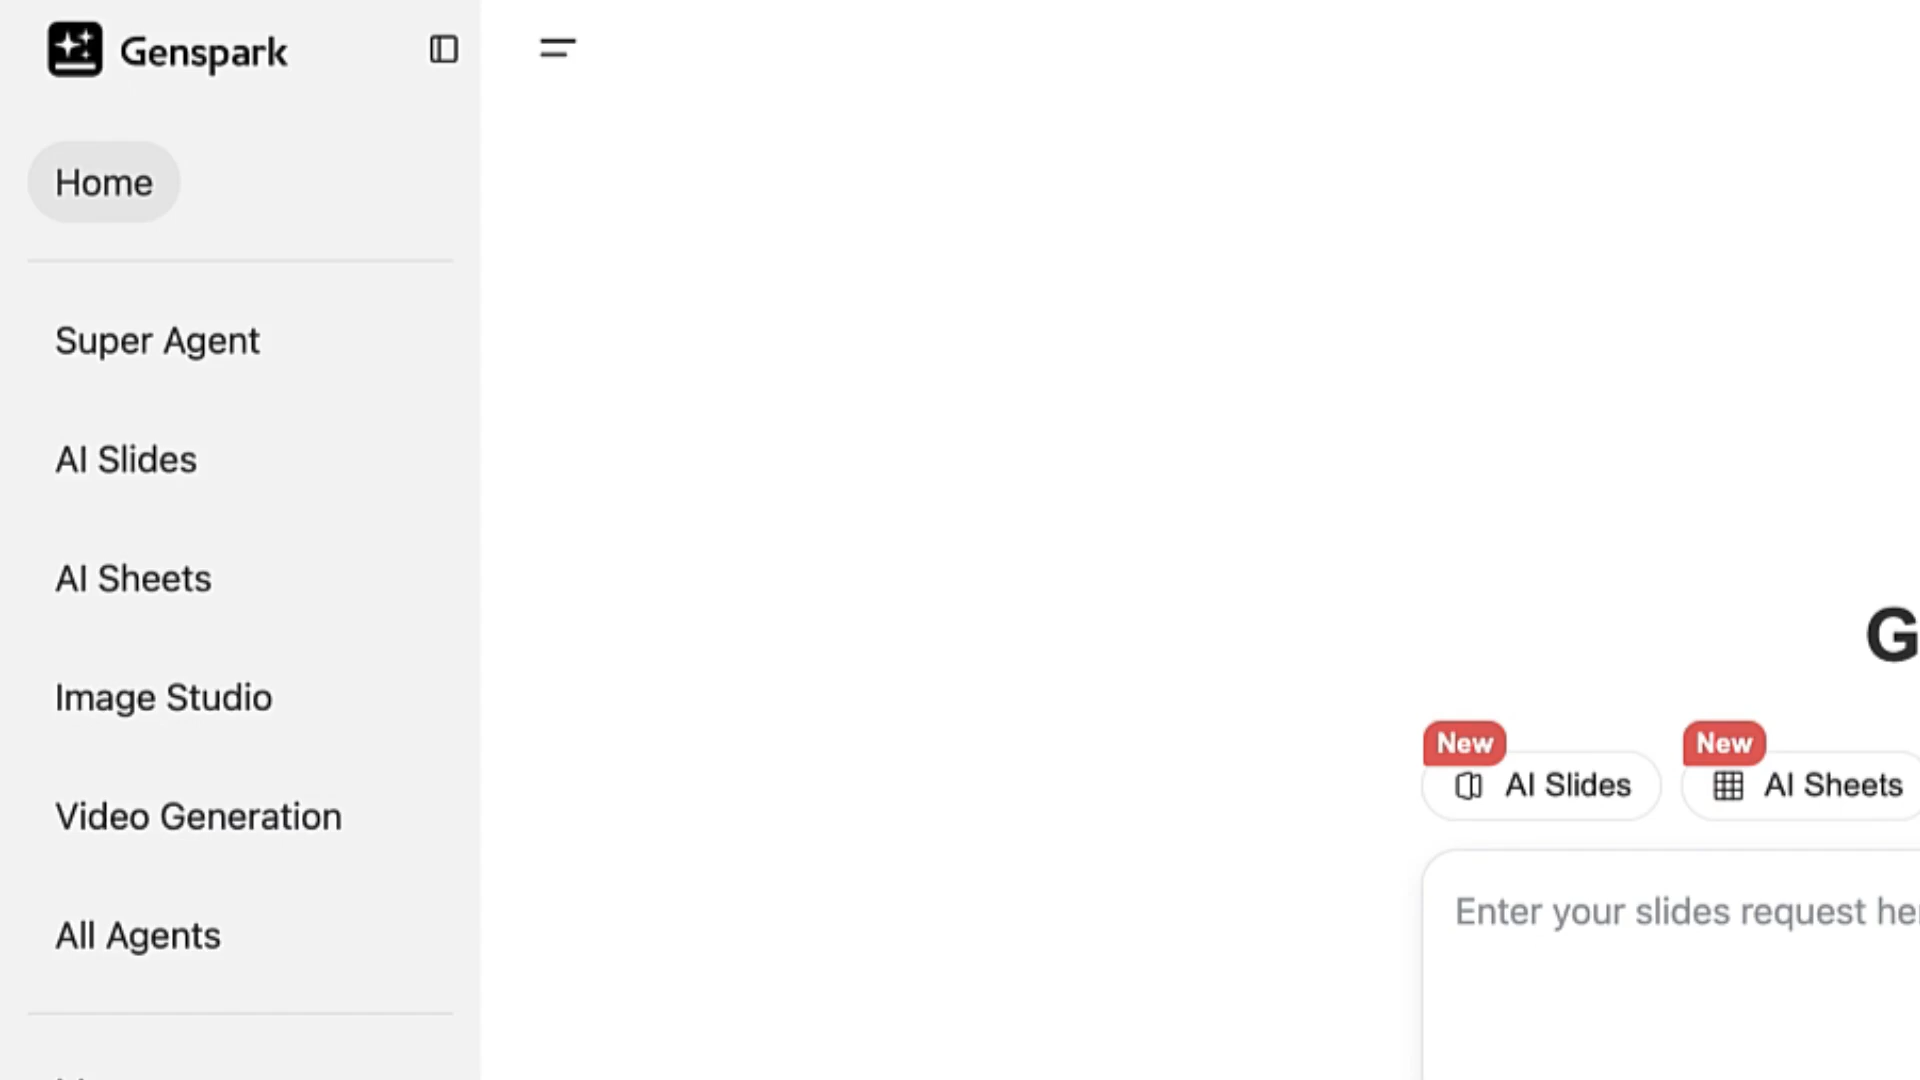 Genspark
Home
Super Agent
AI Slides
AI Sheets
Image Studio
Video Generation
All Agents
G
New
New
AI Slides
AI Sheets
Enter your slides request